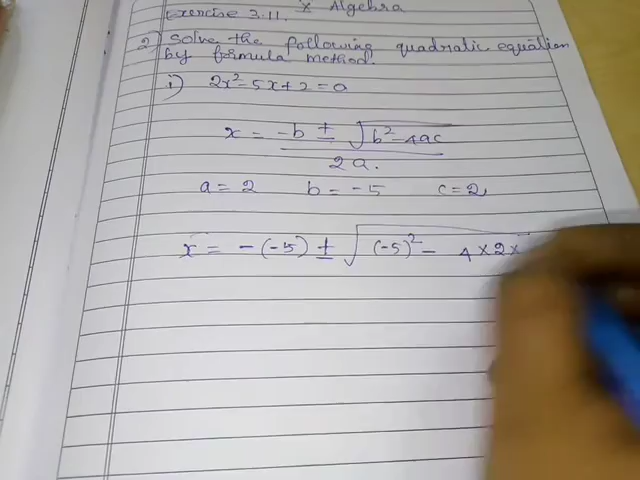 X Algebra
Exercise 3.11.
2) Solve the following quadratic equation
by formula method.
i) 2x² - 5x + 2 = 0
x = -b ± √b² - 4ac
2a.
a = 2 b = -5 c = 2
x = -(-5) ± √(-5)² - 4×2×